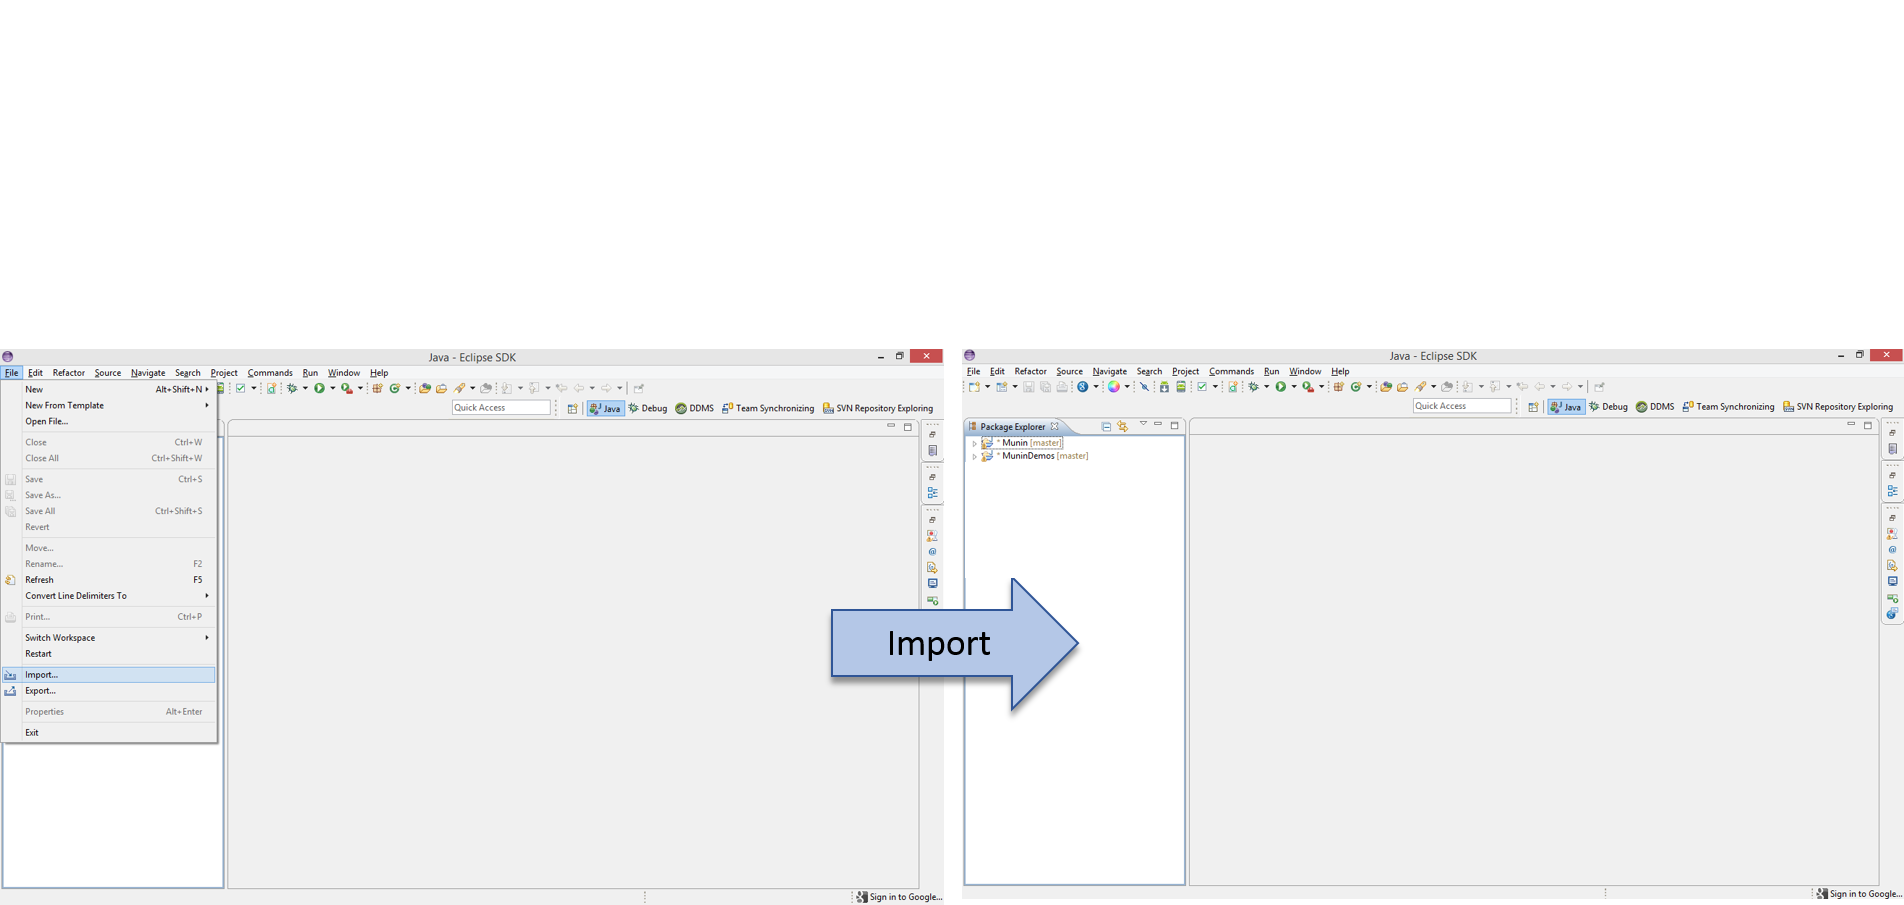 Java - Eclipse SDK
File Edit Refactor Source Navigate Search Project Commands Run Window Help
Quick Access Java Debug DDMS Team Synchronizing SVN Repository Exploring
New Alt+Shift+N
New From Template
Open File...
Close Ctrl+W
Close All Ctrl+Shift+W
Save Ctrl+S
Save As...
Save All Ctrl+Shift+S
Revert
Move...
Rename... F2
Refresh F5
Convert Line Delimiters To
Print... Ctrl+P
Switch Workspace
Restart
Import...
Export...
Properties Alt+Enter
Exit
Sign in to Google...
Import
Java - Eclipse SDK
File Edit Refactor Source Navigate Search Project Commands Run Window Help
Quick Access Java Debug DDMS Team Synchronizing SVN Repository Exploring
Package Explorer
* Munin [master]
* MuninDemos [master]
Sign in to Google...